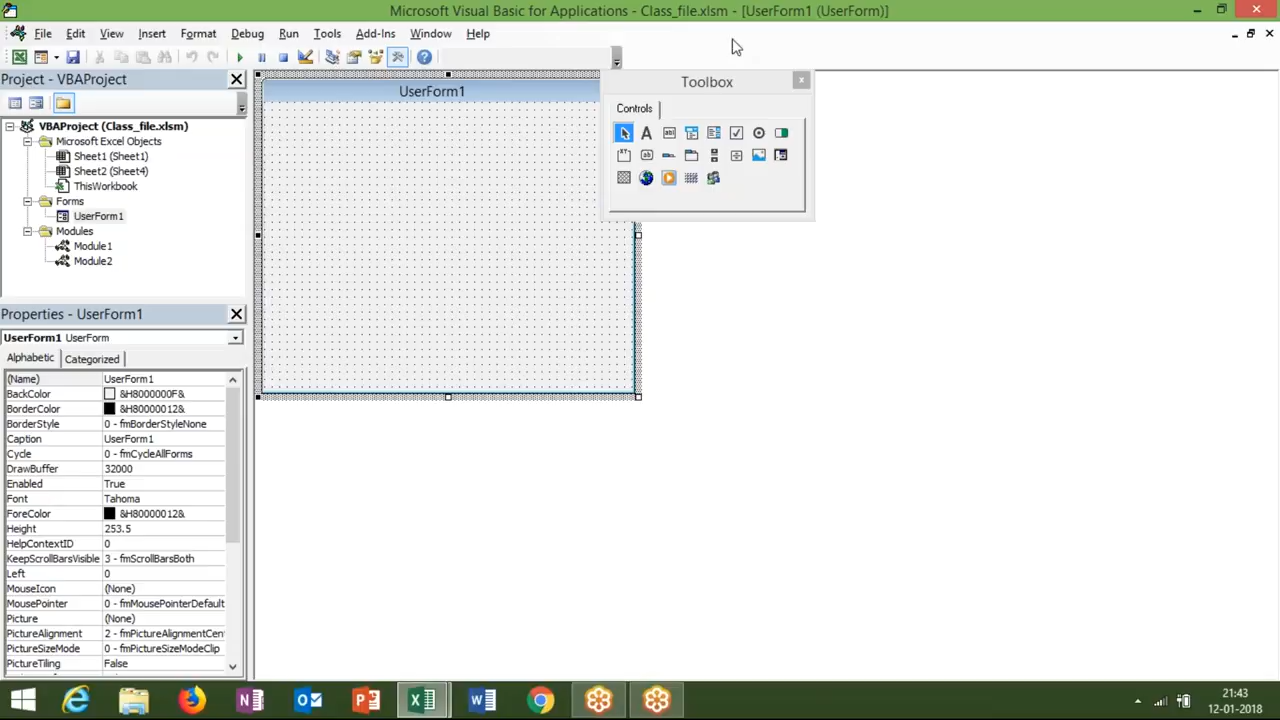 Microsoft Visual Basic for Applications - Class_file.xlsm - [UserForm1 (UserForm)]
File Edit View Insert Format Debug Run Tools Add-Ins Window Help
Project - VBAProject
VBAProject (Class_file.xlsm)
Microsoft Excel Objects
Sheet1 (Sheet1)
Sheet2 (Sheet4)
ThisWorkbook
Forms
UserForm1
Modules
Module1
Module2
UserForm1
Toolbox
Controls
Properties - UserForm1
UserForm1 UserForm
Alphabetic Categorized
(Name) UserForm1
BackColor &H8000000F&
BorderColor &H80000012&
BorderStyle 0 - fmBorderStyleNone
Caption UserForm1
Cycle 0 - fmCycleAllForms
DrawBuffer 32000
Enabled True
Font Tahoma
ForeColor &H80000012&
Height 253.5
HelpContextID 0
KeepScrollBarsVisible 3 - fmScrollBarsBoth
Left 0
MouseIcon (None)
MousePointer 0 - fmMousePointerDefault
Picture (None)
PictureAlignment 2 - fmPictureAlignmentCen
PictureSizeMode 0 - fmPictureSizeModeClip
PictureTiling False
21:43
12-01-2018